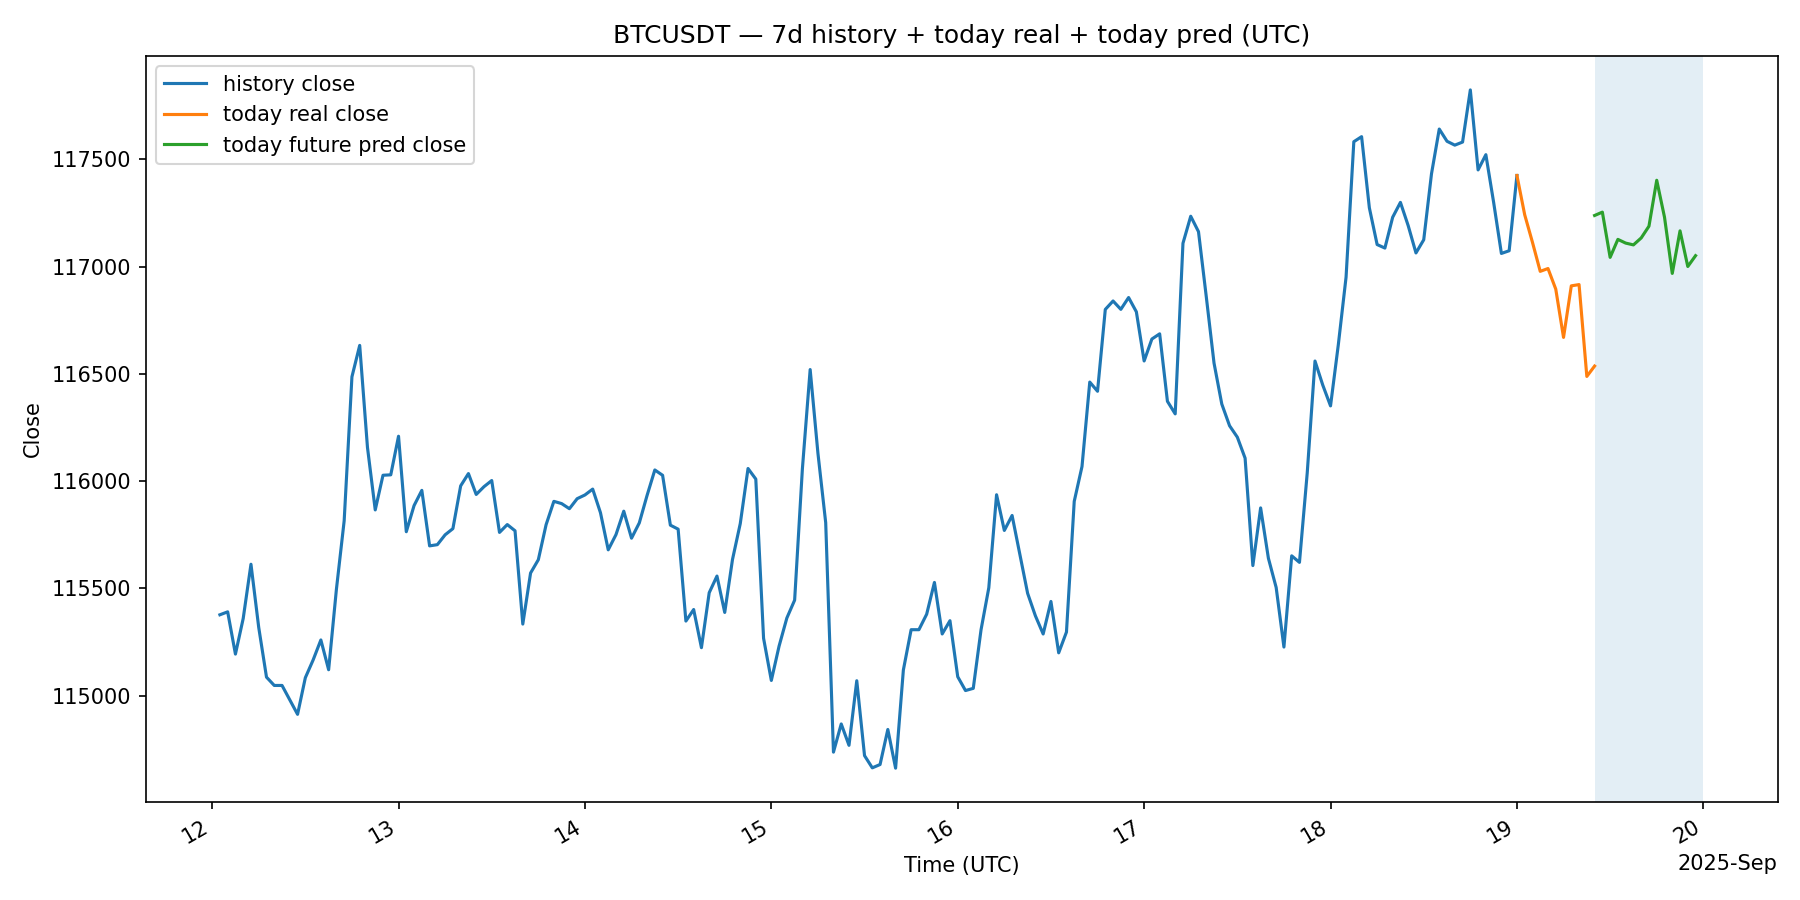 BTCUSDT — 7d history + today real + today pred (UTC)
history close
today real close
today future pred close
117500
117000
116500
116000
115500
115000
Close
12
13
14
15
16
17
18
19
20
Time (UTC)
2025-Sep